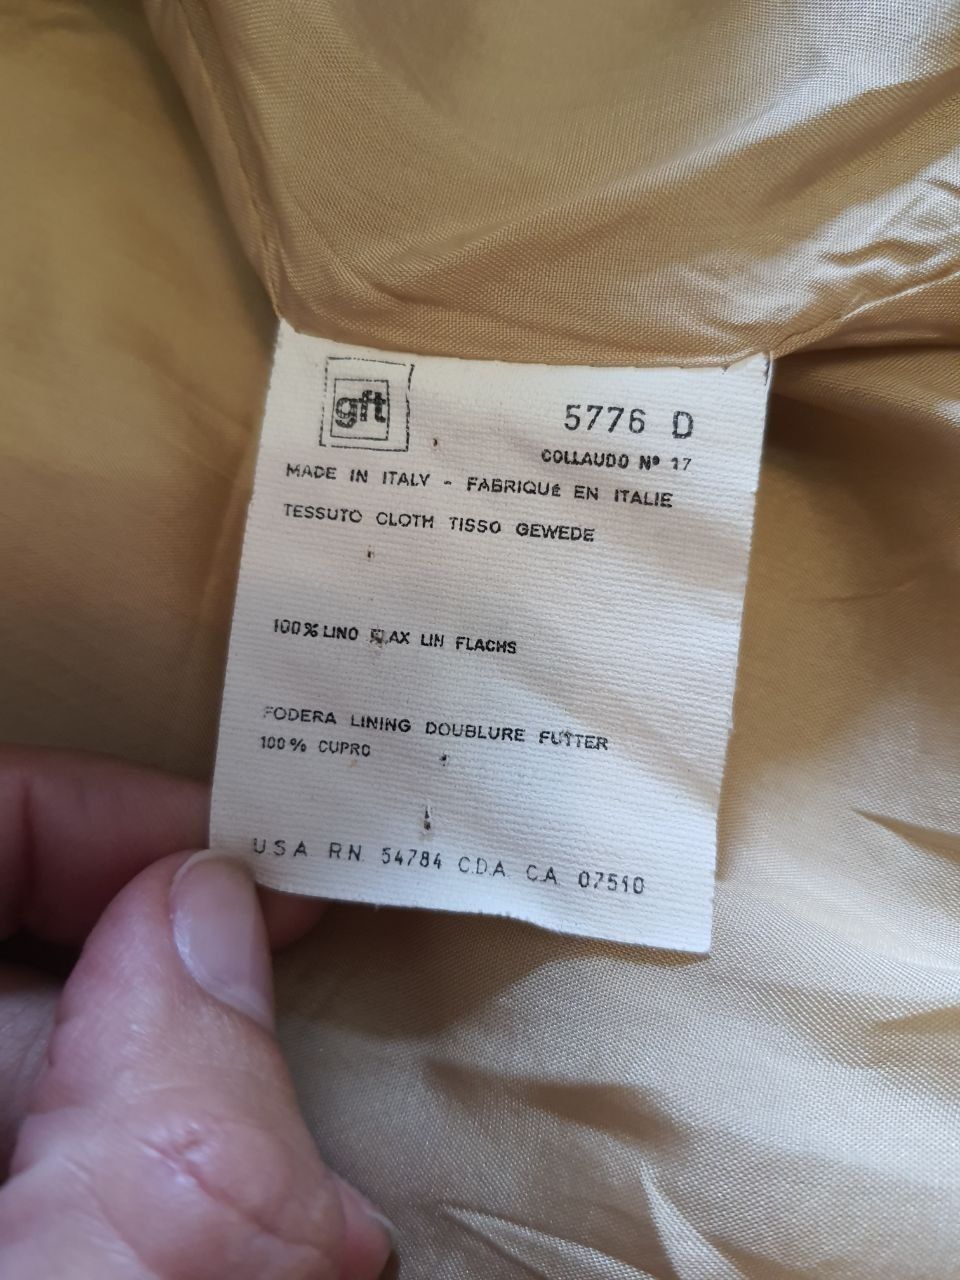 gft
5776 D
COLLAUDO Nº 17
MADE IN ITALY - FABRIQUé EN ITALIE
TESSUTO CLOTH TISSO GEWEDE
100% LINO FLAX LIN FLACHS
FODERA LINING DOUBLURE FUTTER
100% CUPRO
USA RN 54784 C.D.A. CA 07510